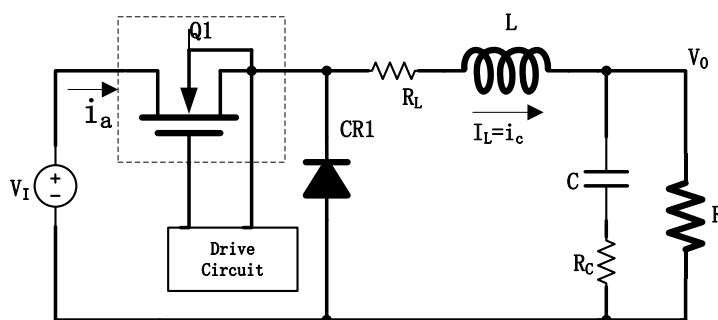 Q1
L
V_O
i_a
R_L
I_L=i_c
CR1
V_I
+
−
C
R
Drive
Circuit
R_C